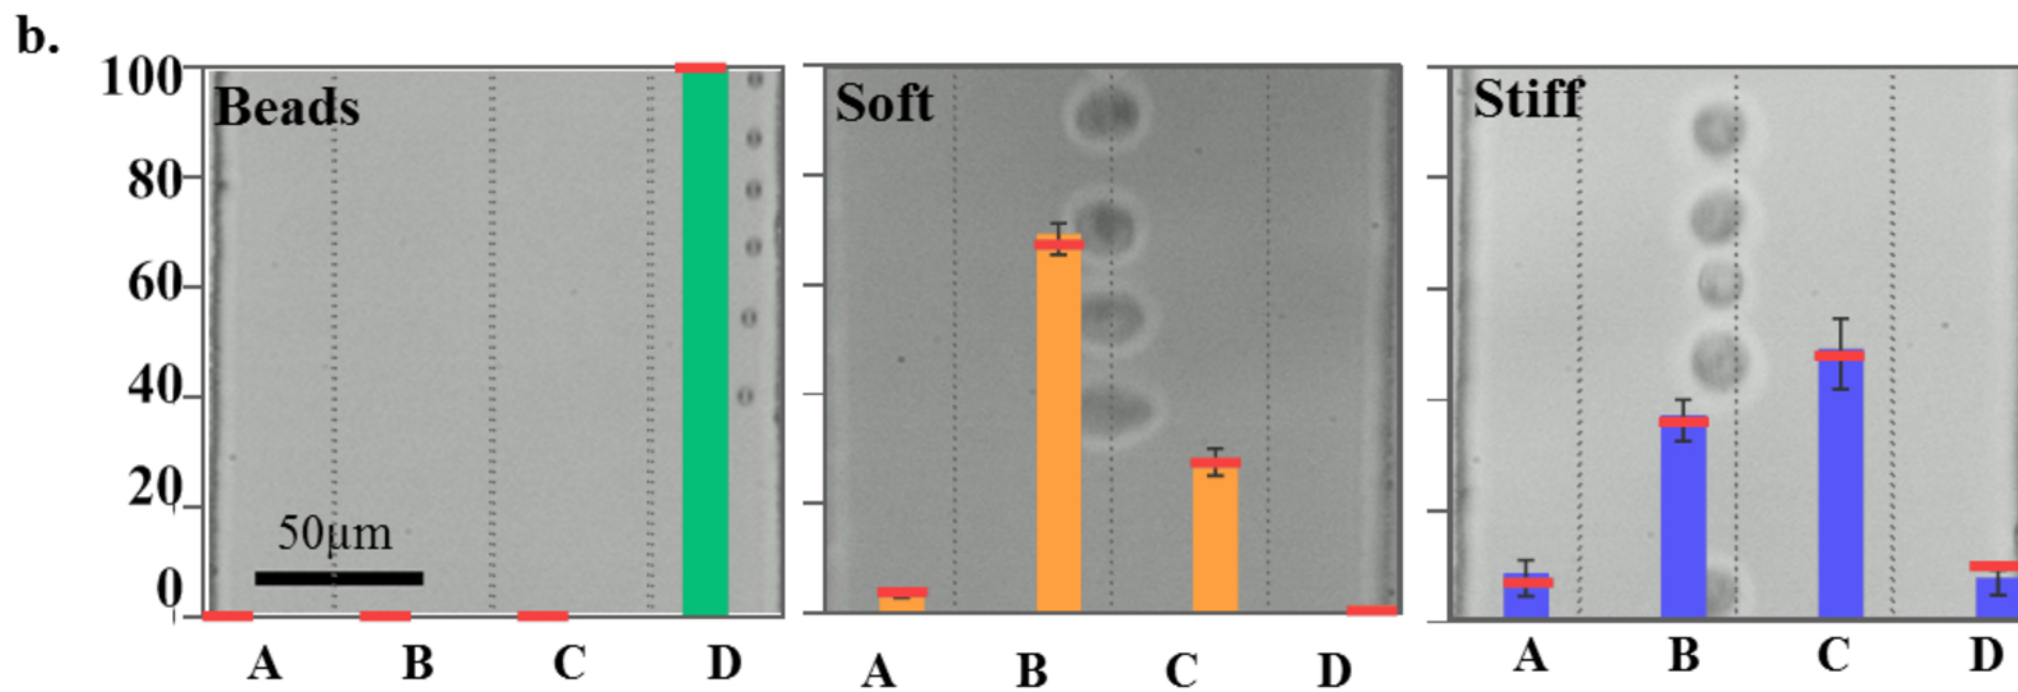 b.
100
80
60
40
20
0
Beads
50μm
A B C D
Soft
A B C D
Stiff
A B C D